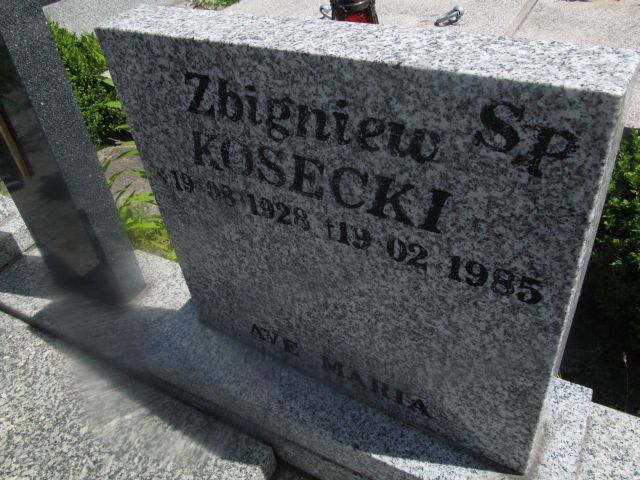 SP
Zbigniew
KOSECKI
* 19 08 1928 † 19 02 1985
AVE MARIA